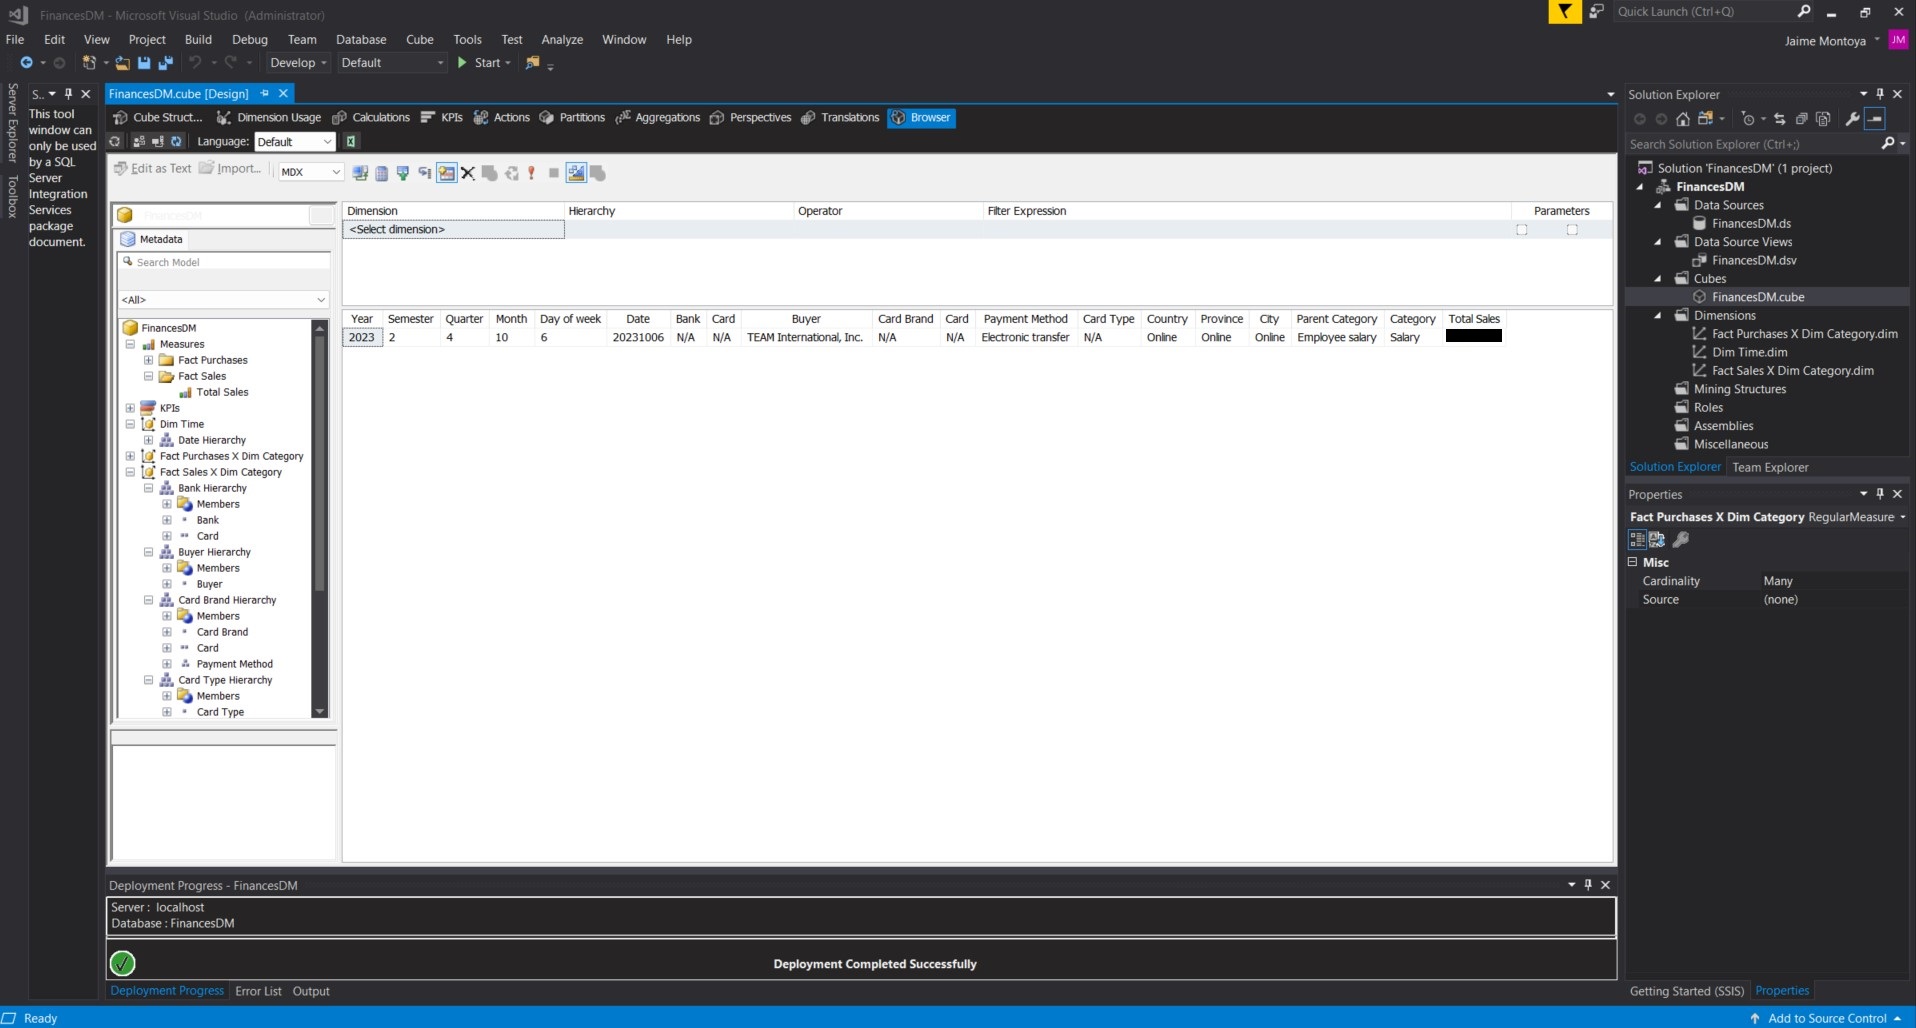 FinancesDM - Microsoft Visual Studio (Administrator)
Quick Launch (Ctrl+Q)
File Edit View Project Build Debug Team Database Cube Tools Test Analyze Window Help
Jaime Montoya JM
Develop Default Start
Server Explorer
Toolbox
S..
This tool
window can
only be used
by a SQL
Server
Integration
Services
package
document.
FinancesDM.cube [Design]
Cube Struct... Dimension Usage Calculations KPIs Actions Partitions Aggregations Perspectives Translations Browser
Language: Default
Edit as Text Import... MDX
FinancesDM
Metadata
Search Model
<All>
FinancesDM
Measures
Fact Purchases
Fact Sales
Total Sales
KPIs
Dim Time
Date Hierarchy
Fact Purchases X Dim Category
Fact Sales X Dim Category
Bank Hierarchy
Members
Bank
Card
Buyer Hierarchy
Members
Buyer
Card Brand Hierarchy
Members
Card Brand
Card
Payment Method
Card Type Hierarchy
Members
Card Type
Dimension Hierarchy Operator Filter Expression Parameters
<Select dimension>
Year Semester Quarter Month Day of week Date Bank Card Buyer Card Brand Card Payment Method Card Type Country Province City Parent Category Category Total Sales
2023 2 4 10 6 20231006 N/A N/A TEAM International, Inc. N/A N/A Electronic transfer N/A Online Online Online Employee salary Salary
Deployment Progress - FinancesDM
Server : localhost
Database : FinancesDM
Deployment Completed Successfully
Deployment Progress Error List Output
Solution Explorer
Search Solution Explorer (Ctrl+;)
Solution 'FinancesDM' (1 project)
FinancesDM
Data Sources
FinancesDM.ds
Data Source Views
FinancesDM.dsv
Cubes
FinancesDM.cube
Dimensions
Fact Purchases X Dim Category.dim
Dim Time.dim
Fact Sales X Dim Category.dim
Mining Structures
Roles
Assemblies
Miscellaneous
Solution Explorer Team Explorer
Properties
Fact Purchases X Dim Category RegularMeasure
Misc
Cardinality Many
Source (none)
Getting Started (SSIS) Properties
Ready
Add to Source Control